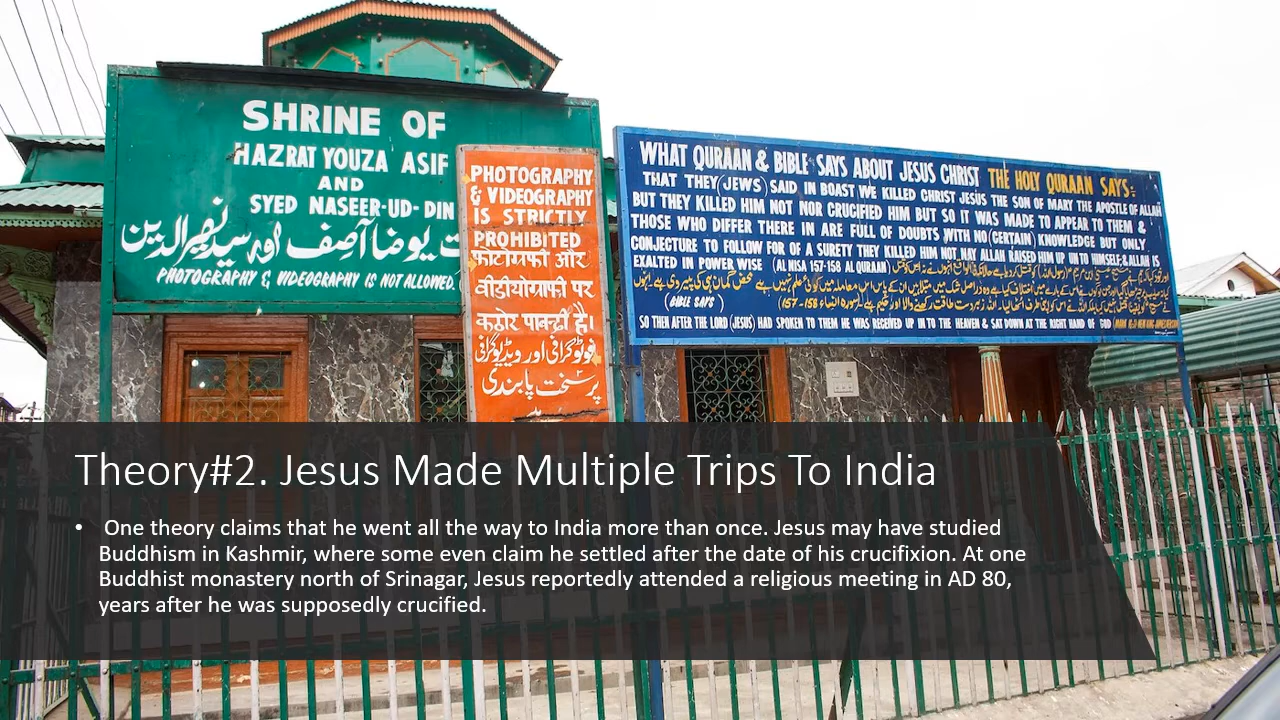 SHRINE OF
HAZRAT YOUZA ASIF
AND
SYED NASEER-UD-DIN
یوضا آصف اور سید نصیر الدین
PHOTOGRAPHY & VIDEOGRAPHY IS NOT ALLOWED.
PHOTOGRAPHY
& VIDEOGRAPHY
IS STRICTLY
PROHIBITED
फोटोग्राफी और
वीडीयोग्राफी पर
कठोर पाबन्दी है।
فوٹوگرافی اور ویڈیوگرافی
پر سخت پابندی
ہے
WHAT QURAAN & BIBLE SAYS ABOUT JESUS CHRIST THE HOLY QURAAN SAYS:
THAT THEY (JEWS) SAID IN BOAST WE KILLED CHRIST JESUS THE SON OF MARY THE APOSTLE OF ALLAH
BUT THEY KILLED HIM NOT NOR CRUCIFIED HIM BUT SO IT WAS MADE TO APPEAR TO THEM &
THOSE WHO DIFFER THERE IN ARE FULL OF DOUBTS WITH NO (CERTAIN) KNOWLEDGE BUT ONLY
CONJECTURE TO FOLLOW FOR OF A SURETY THEY KILLED HIM NOT, NAY ALLAH RAISED HIM UP UN TO HIMSELF; & ALLAH IS
EXALTED IN POWER WISE (AL NISA 157-158 AL QURAAN)
(BIBLE SAYS)
SO THEN AFTER THE LORD (JESUS) HAD SPOKEN TO THEM HE WAS RECEIVED UP IN TO THE HEAVEN & SAT DOWN AT THE RIGHT HAND OF GOD
Theory#2. Jesus Made Multiple Trips To India
• One theory claims that he went all the way to India more than once. Jesus may have studied
Buddhism in Kashmir, where some even claim he settled after the date of his crucifixion. At one
Buddhist monastery north of Srinagar, Jesus reportedly attended a religious meeting in AD 80,
years after he was supposedly crucified.